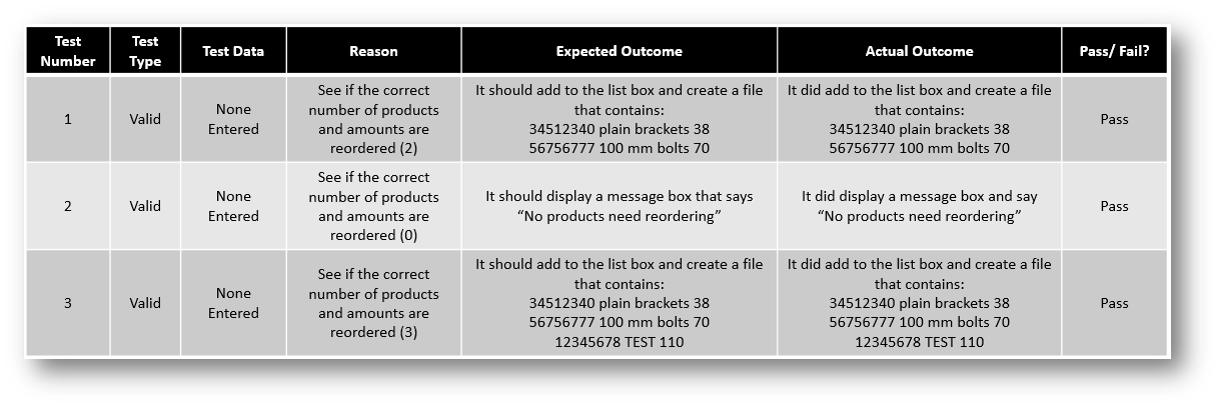 Test Number
Test Type
Test Data
Reason
Expected Outcome
Actual Outcome
Pass/ Fail?
1
Valid
None
Entered
See if the correct
number of products
and amounts are
reordered (2)
It should add to the list box and create a file
that contains:
34512340 plain brackets 38
56756777 100 mm bolts 70
It did add to the list box and create a file
that contains:
34512340 plain brackets 38
56756777 100 mm bolts 70
Pass
2
Valid
None
Entered
See if the correct
number of products
and amounts are
reordered (0)
It should display a message box that says
“No products need reordering”
It did display a message box and say
“No products need reordering”
Pass
3
Valid
None
Entered
See if the correct
number of products
and amounts are
reordered (3)
It should add to the list box and create a file
that contains:
34512340 plain brackets 38
56756777 100 mm bolts 70
12345678 TEST 110
It did add to the list box and create a file
that contains:
34512340 plain brackets 38
56756777 100 mm bolts 70
12345678 TEST 110
Pass